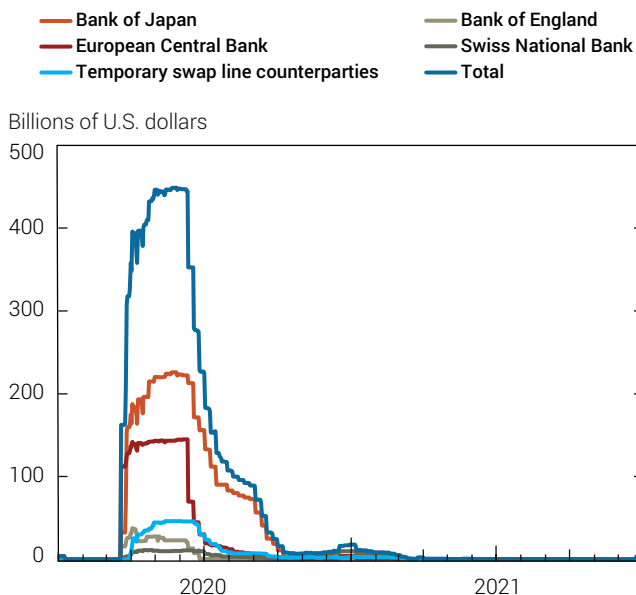 Bank of Japan
Bank of England
European Central Bank
Swiss National Bank
Temporary swap line counterparties
Total
Billions of U.S. dollars
500
400
300
200
100
0
2020
2021